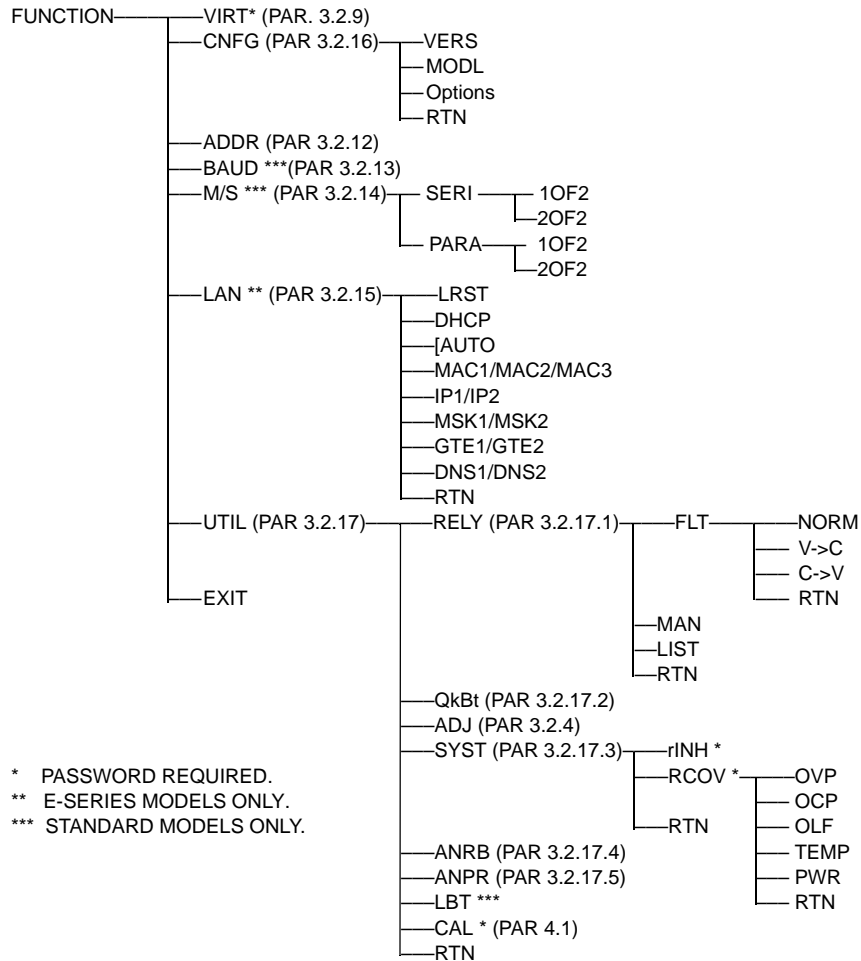 FUNCTION VIRT* (PAR. 3.2.9)
CNFG (PAR 3.2.16) VERS
MODL
Options
RTN
ADDR (PAR 3.2.12)
BAUD ***(PAR 3.2.13)
M/S *** (PAR 3.2.14) SERI 1OF2
2OF2
PARA 1OF2
2OF2
LAN ** (PAR 3.2.15) LRST
DHCP
[AUTO
MAC1/MAC2/MAC3
IP1/IP2
MSK1/MSK2
GTE1/GTE2
DNS1/DNS2
RTN
UTIL (PAR 3.2.17) RELY (PAR 3.2.17.1) FLT NORM
V->C
C->V
EXIT RTN
MAN
LIST
RTN
QkBt (PAR 3.2.17.2)
ADJ (PAR 3.2.4)
SYST (PAR 3.2.17.3) rINH *
* PASSWORD REQUIRED. RCOV * OVP
** E-SERIES MODELS ONLY. OCP
*** STANDARD MODELS ONLY. RTN OLF
ANRB (PAR 3.2.17.4) TEMP
ANPR (PAR 3.2.17.5) PWR
LBT *** RTN
CAL * (PAR 4.1)
RTN